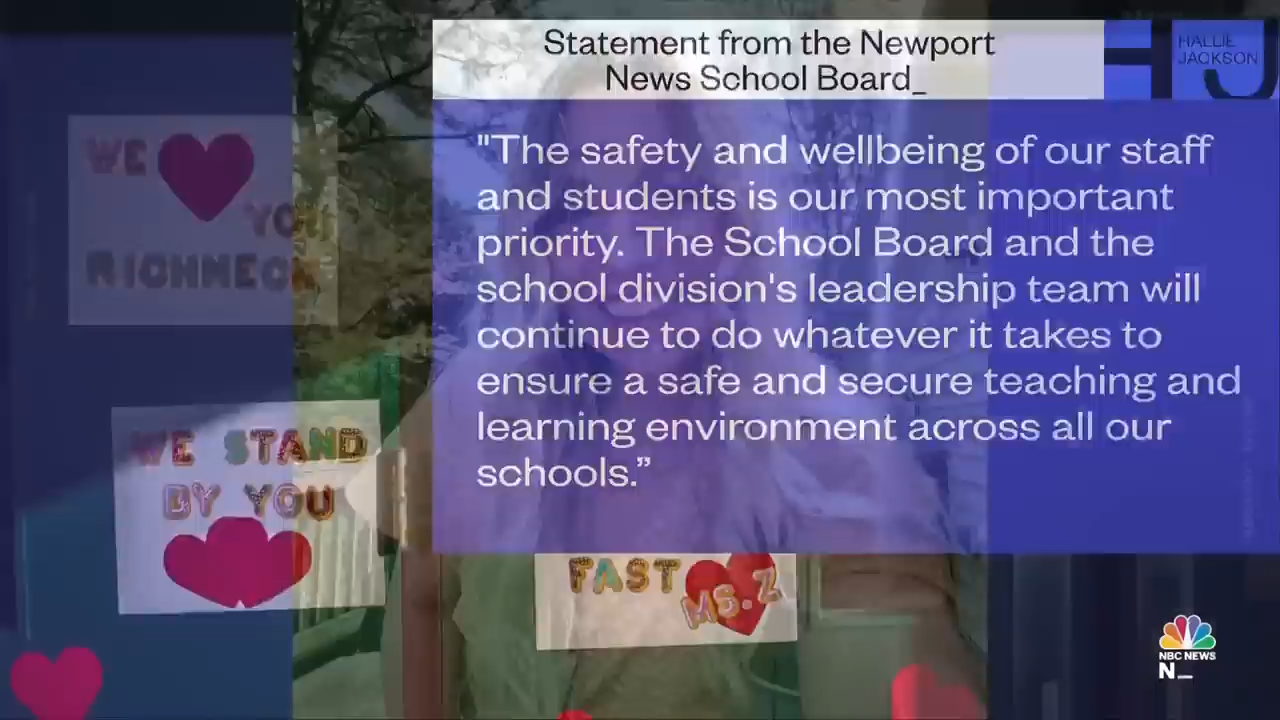 Statement from the Newport
News School Board_
HALLIE
JACKSON
"The safety and wellbeing of our staff
and students is our most important
priority. The School Board and the
school division's leadership team will
continue to do whatever it takes to
ensure a safe and secure teaching and
learning environment across all our
schools.”
WE
YOU
RICHNECK
WE STAND
BY YOU
FAST
MS. Z
NBC NEWS
N_